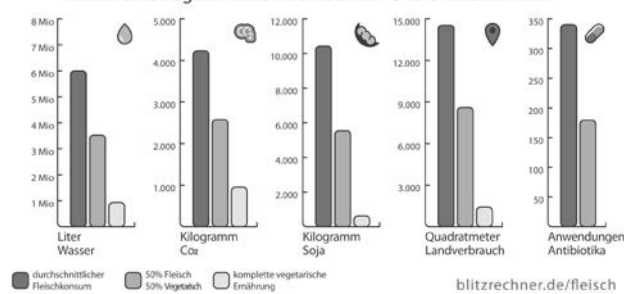 8 Mio
7 Mio
6 Mio
5 Mio
4 Mio
3 Mio
2 Mio
1 Mio
Liter
Wasser
5.000
4.000
3.000
2.000
1.000
Kilogramm
Co₂
12.000
10.000
8.000
6.000
4.000
2.000
Kilogramm
Soja
15.000
9.000
6.000
3.000
Quadratmeter
Landverbrauch
350
300
250
200
150
100
50
Anwendungen
Antibiotika
durchschnittlicher
Fleischkonsum
50% Fleisch
50% Vegetarisch
komplette vegetarische
Ernährung
blitzrechner.de/fleisch